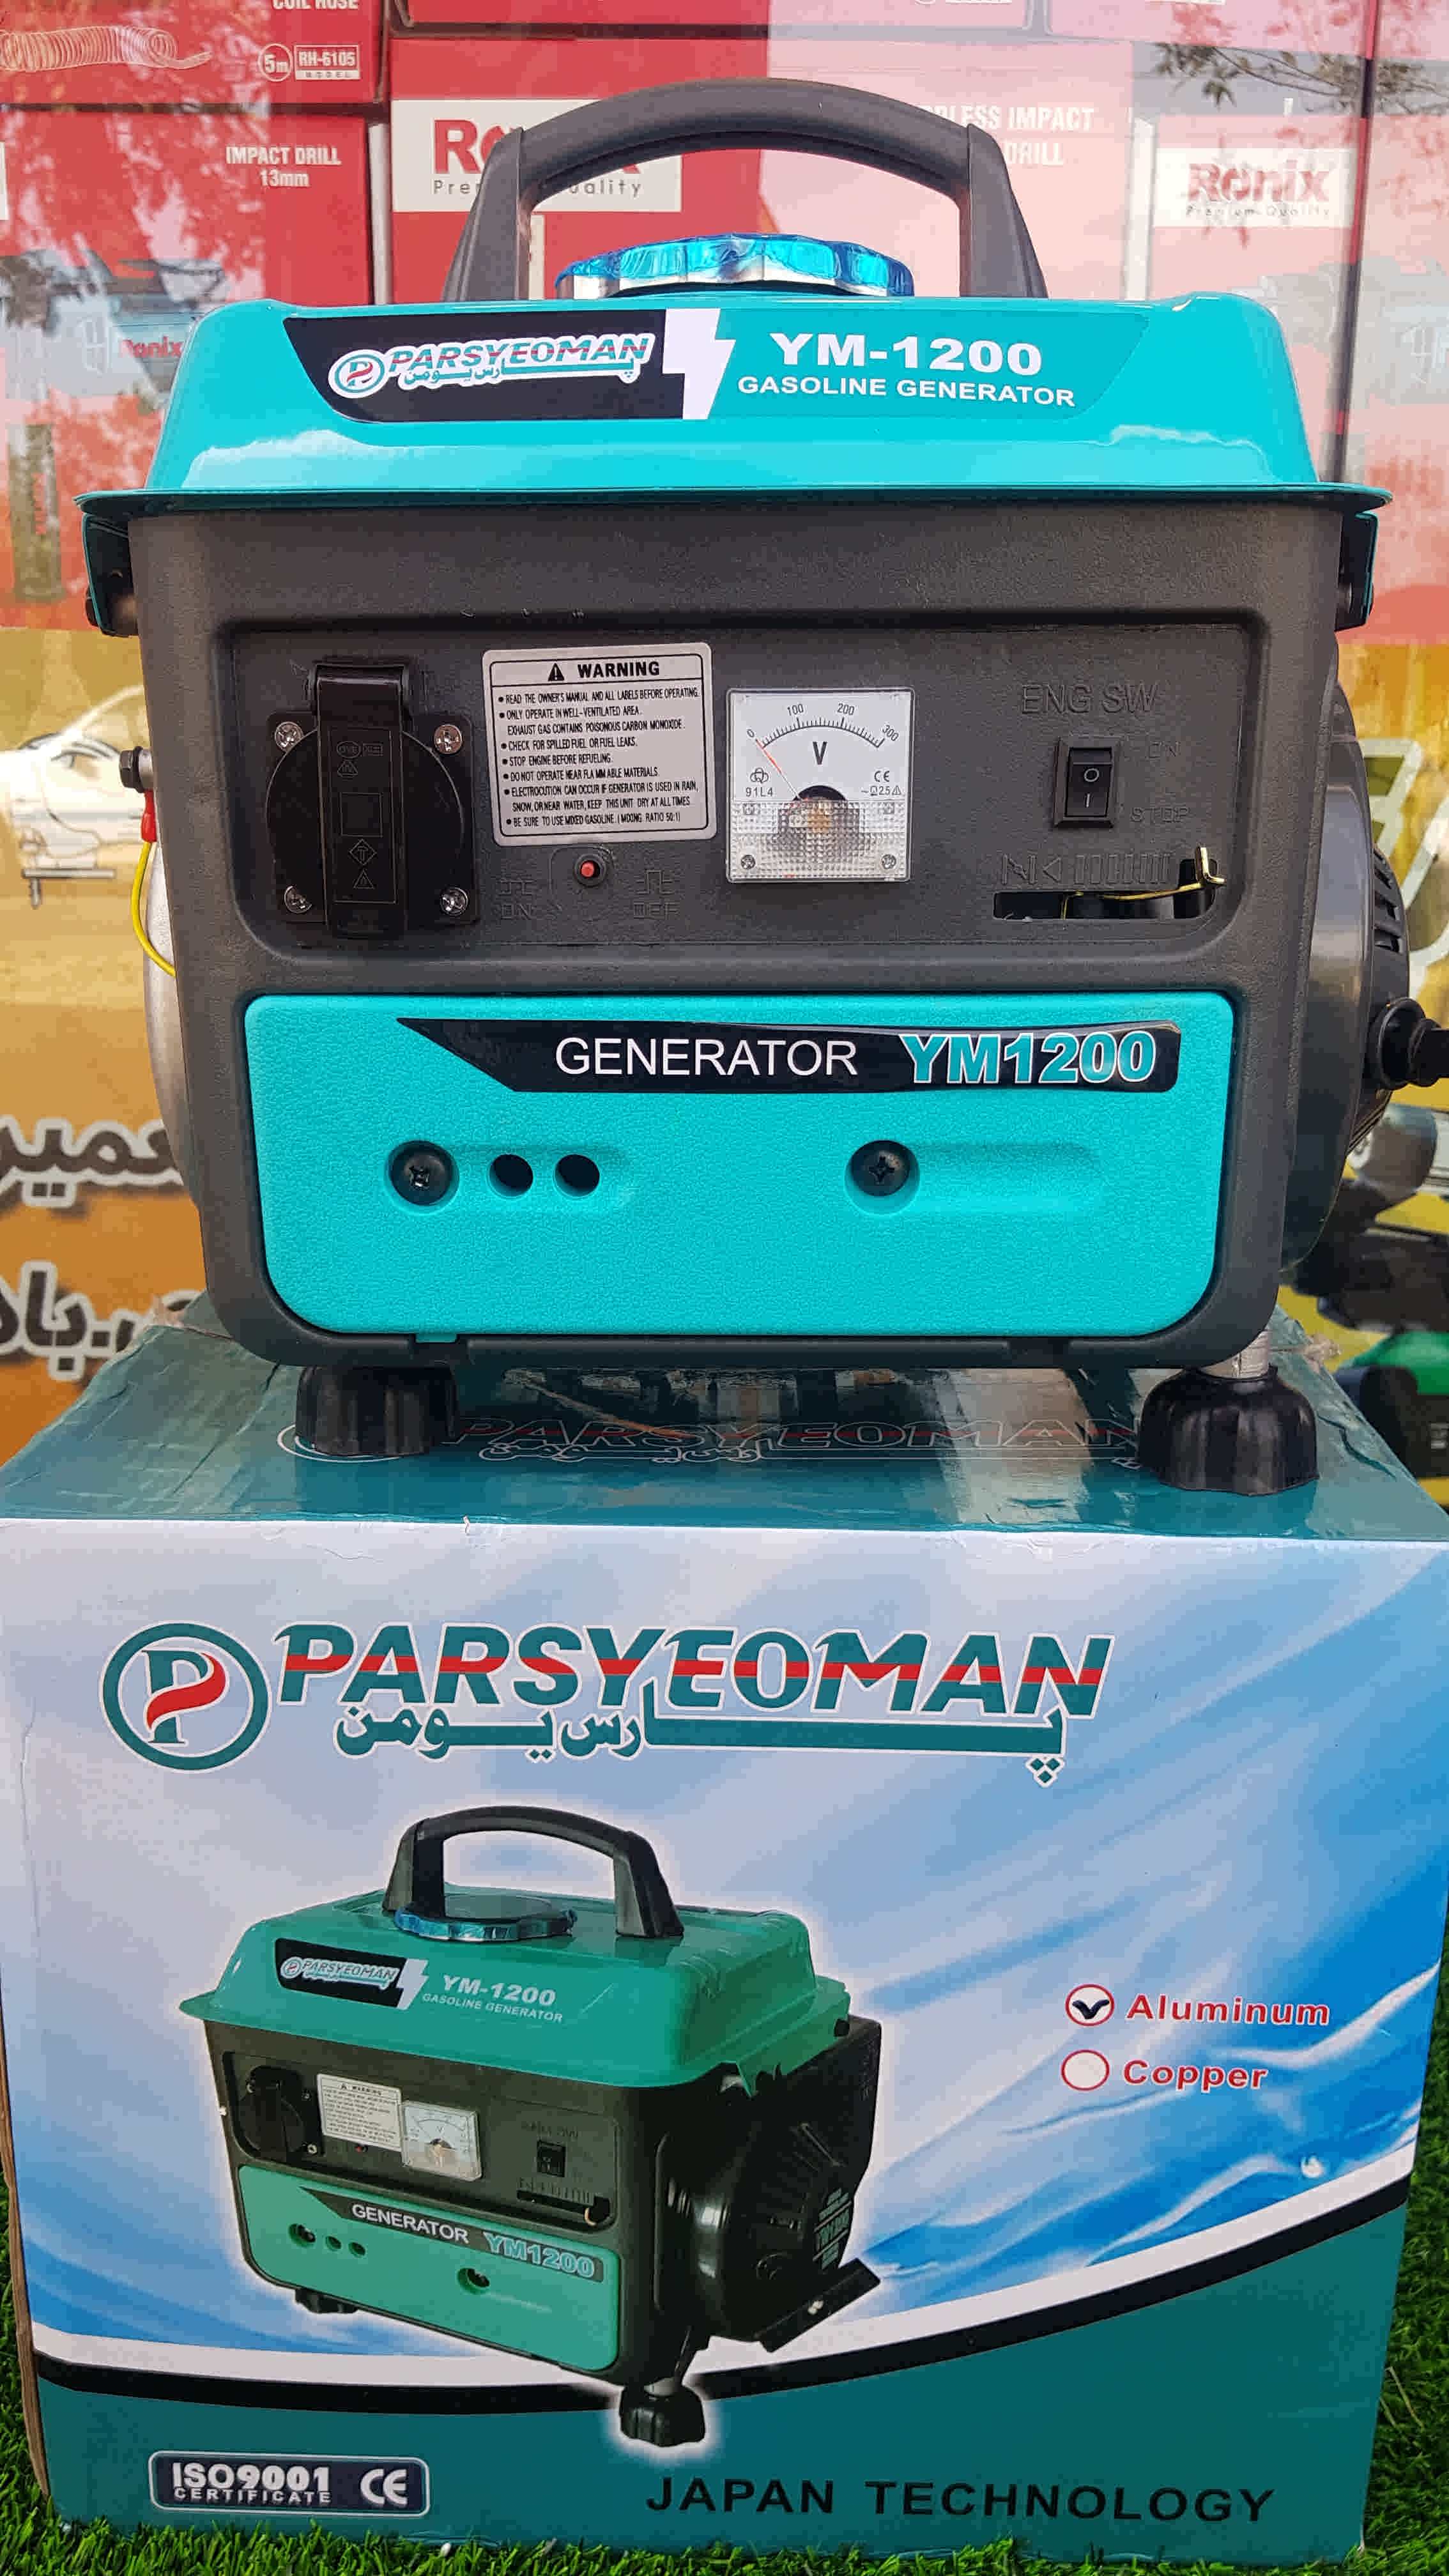 COIL HOSE
5m RH-6105
MODEL
IMPACT DRILL
13mm
Premium Quality
LESS IMPACT
DRILL
Ronix
Premium Quality
Ronix
PARSYEOMAN
پارس یومن
YM-1200
GASOLINE GENERATOR
WARNING
• READ THE OWNER'S MANUAL AND ALL LABELS BEFORE OPERATING.
• ONLY OPERATE IN WELL-VENTILATED AREA.
EXHAUST GAS CONTAINS POISONOUS CARBON MONOXIDE.
• CHECK FOR SPILLED FUEL OR FUEL LEAKS.
• STOP ENGINE BEFORE REFUELING.
• DO NOT OPERATE NEAR FLAMMABLE MATERIALS.
• ELECTROCUTION CAN OCCUR IF GENERATOR IS USED IN RAIN,
SNOW, OR NEAR WATER, KEEP THIS UNIT DRY AT ALL TIMES.
• BE SURE TO USE MIXED GASOLINE. (MIXING RATIO 50:1)
0 100 200 300
V
91L4
CE
~Ω2.5
ENG SW
ON
STOP
ON
OFF
GENERATOR YM1200
PARSYEOMAN
پارس یومن
PARSYEOMAN
پارس یومن
PARSYEOMAN
YM-1200
GASOLINE GENERATOR
WARNING
GENERATOR YM1200
Aluminum
Copper
ISO9001
CERTIFICATE
CE
JAPAN TECHNOLOGY